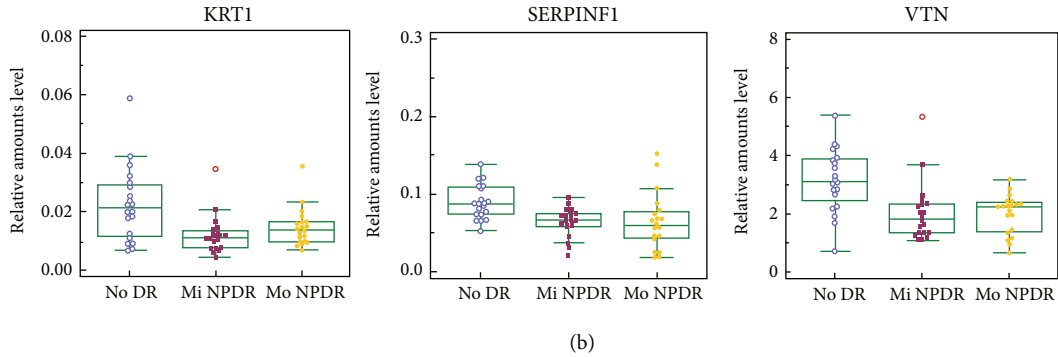 KRT1
Relative amounts level
0.08
0.06
0.04
0.02
0.00
No DR Mi NPDR Mo NPDR
SERPINF1
Relative amounts level
0.3
0.2
0.1
0.0
No DR Mi NPDR Mo NPDR
VTN
Relative amounts level
8
6
4
2
0
No DR Mi NPDR Mo NPDR
(b)